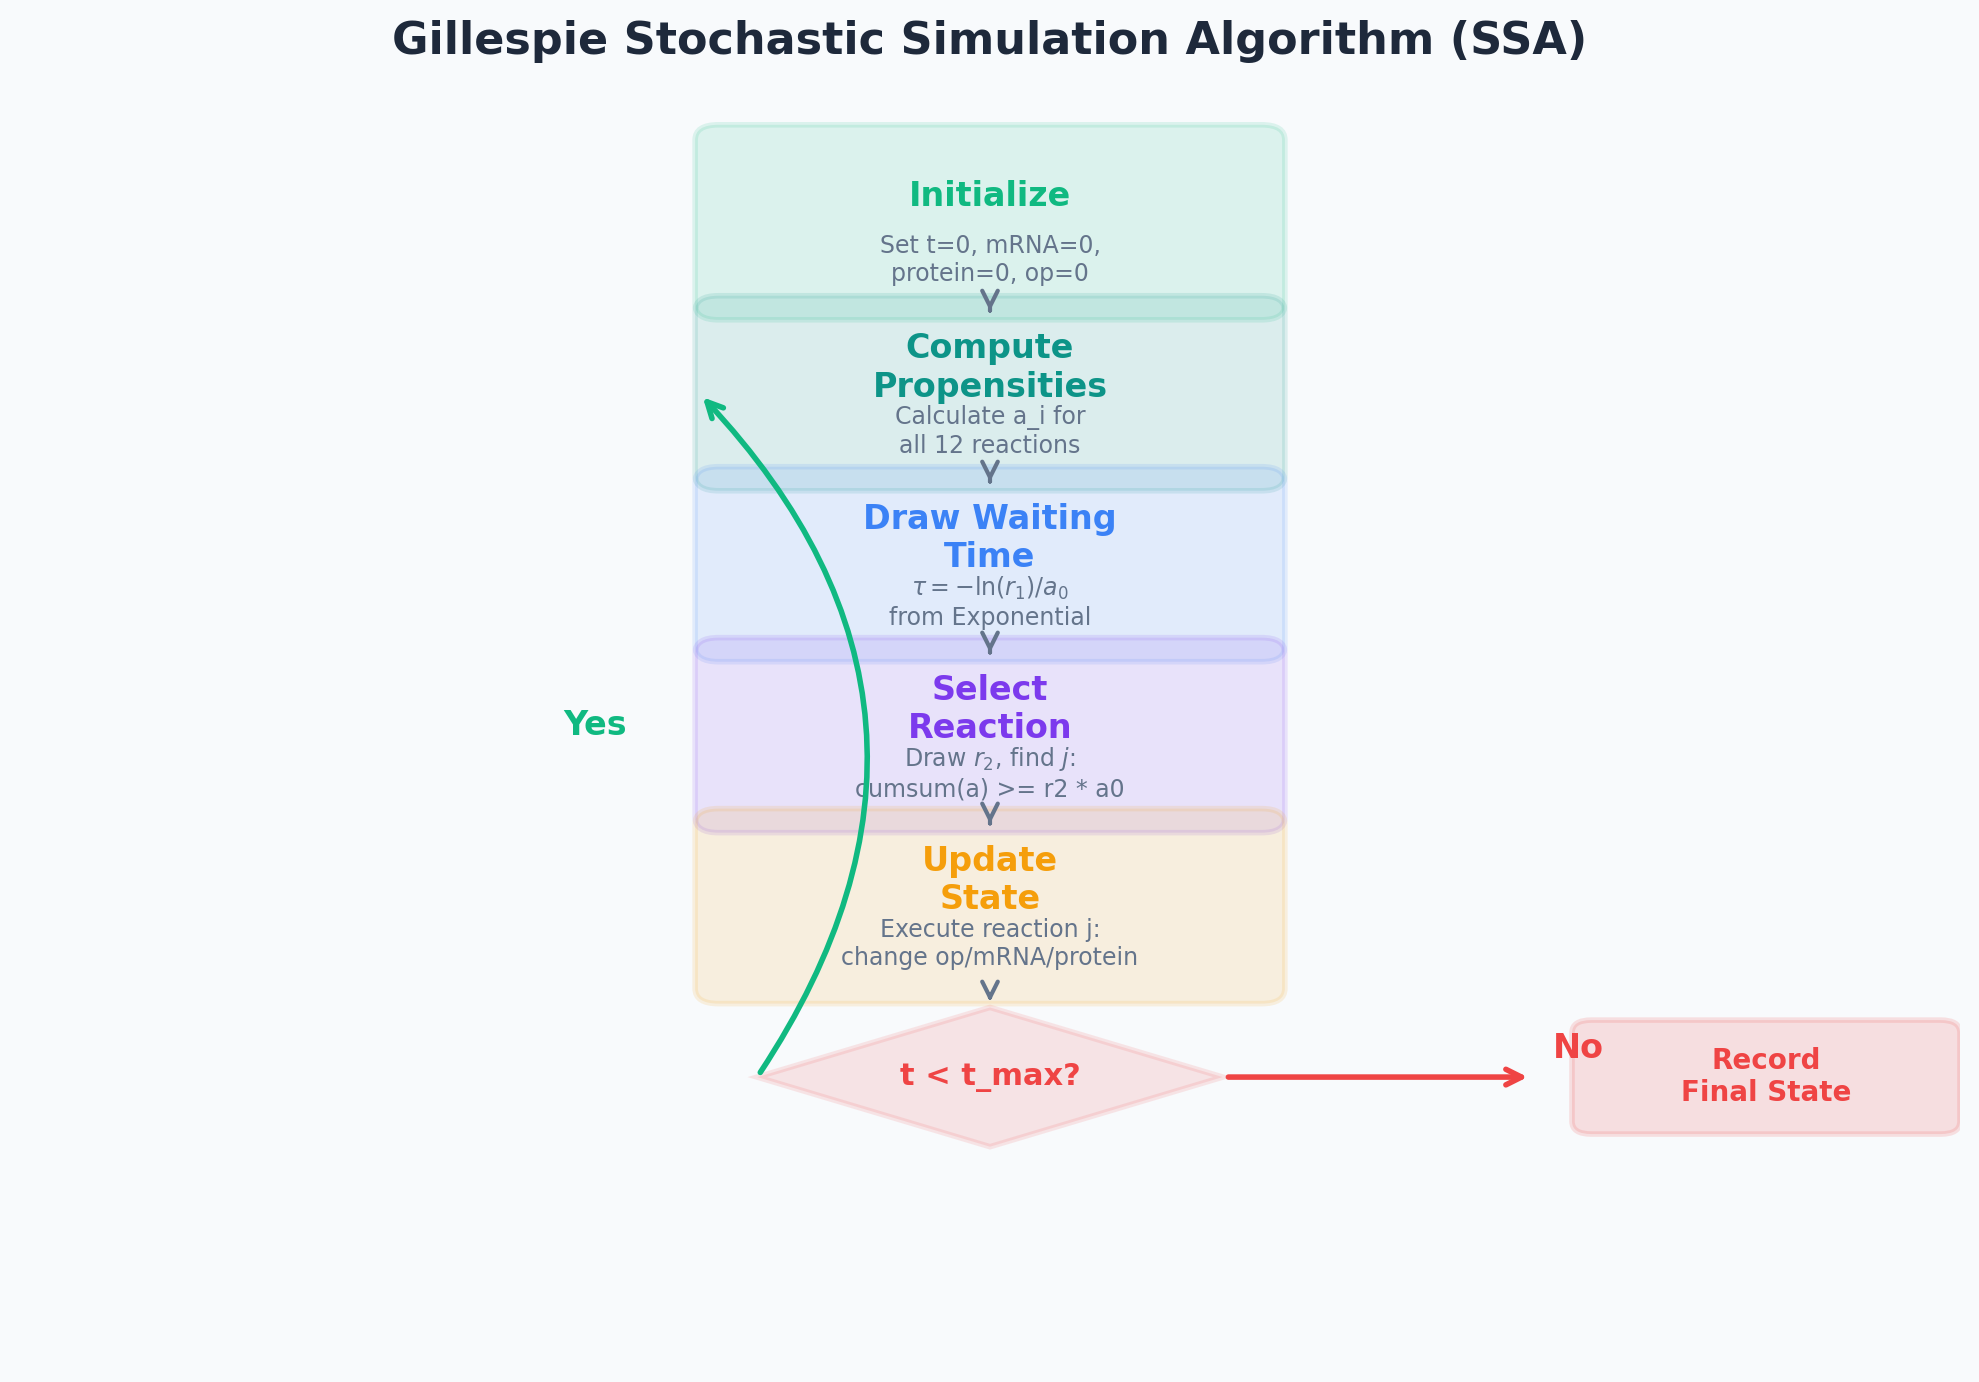 Gillespie Stochastic Simulation Algorithm (SSA)
Initialize
Set t=0, mRNA=0,
protein=0, op=0
Compute
Propensities
Calculate a_i for
all 12 reactions
Draw Waiting
Time
τ = −ln(r₁)/a₀
from Exponential
Select
Reaction
Draw r₂, find j:
cumsum(a) >= r2 * a0
Yes
Update
State
Execute reaction j:
change op/mRNA/protein
t < t_max?
No
Record
Final State